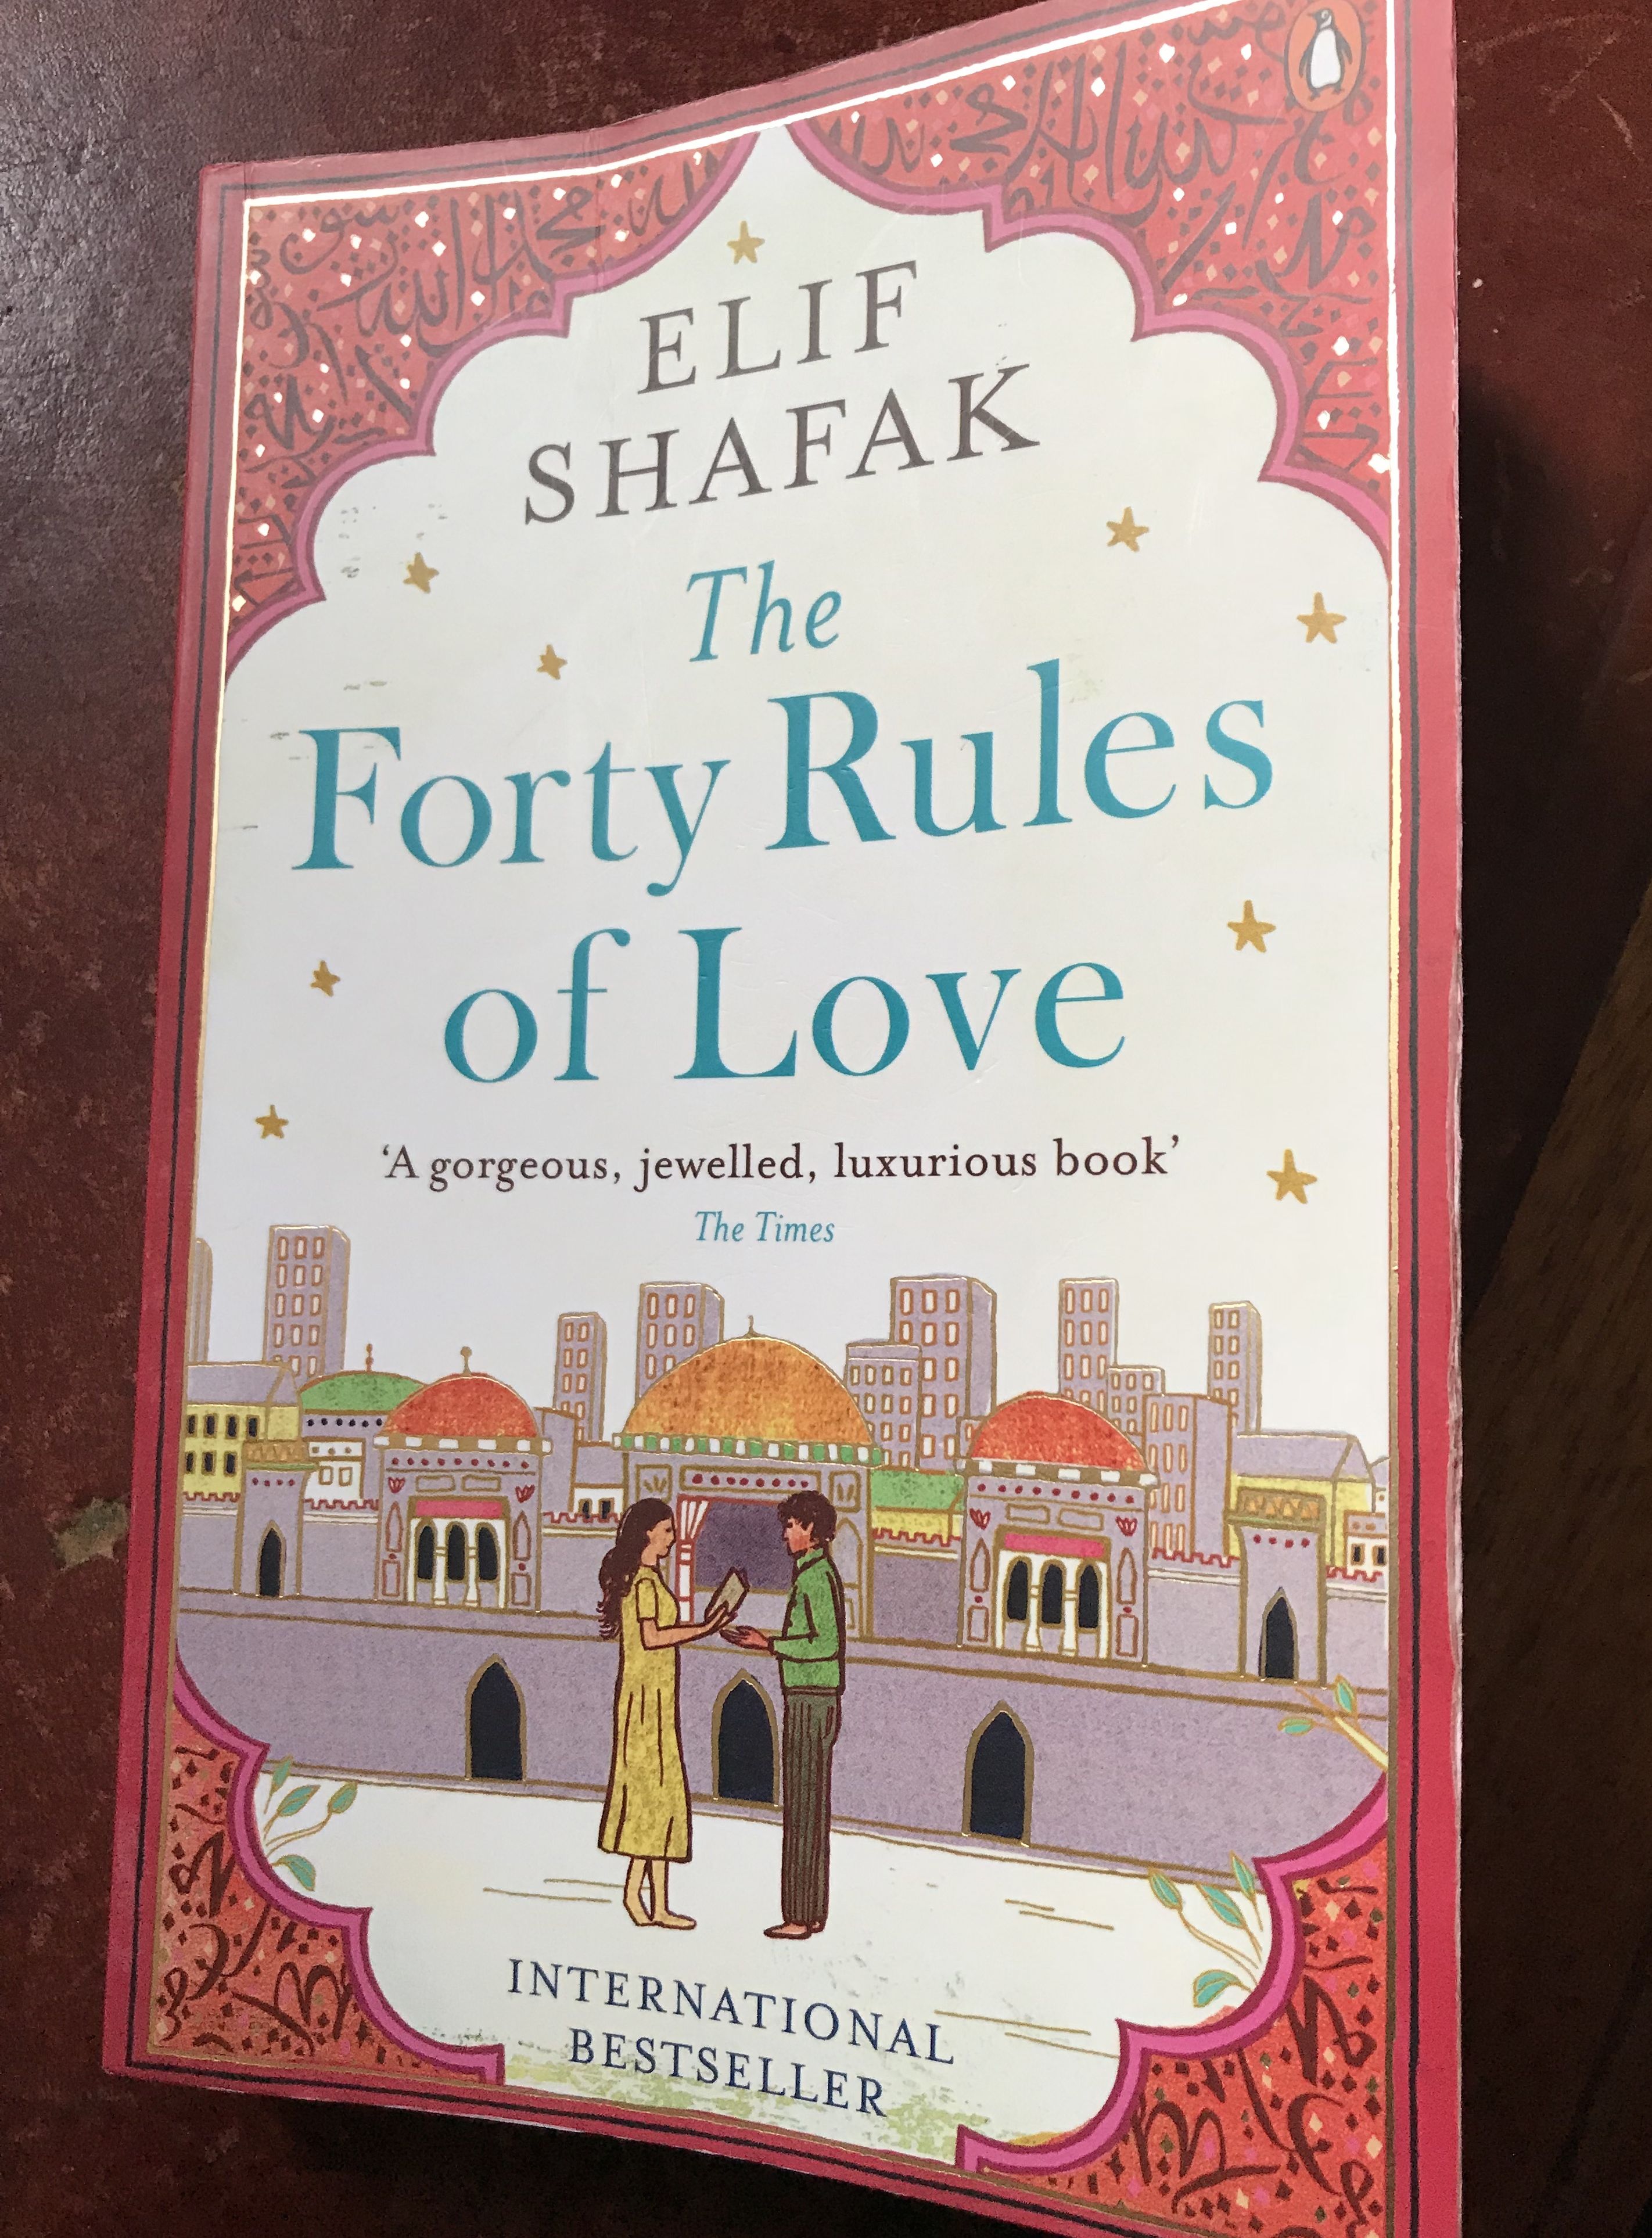 ELIF
SHAFAK
The
Forty Rules
of Love
‘A gorgeous, jewelled, luxurious book’
The Times
INTERNATIONAL
BESTSELLER